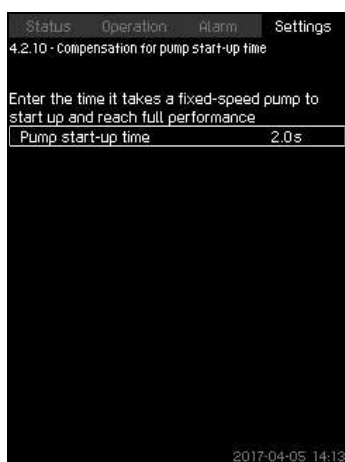 Status Operation Alarm Settings
4.2.10 - Compensation for pump start-up time
Enter the time it takes a fixed-speed pump to
start up and reach full performance
Pump start-up time 2.0s
2017-04-05 14:13